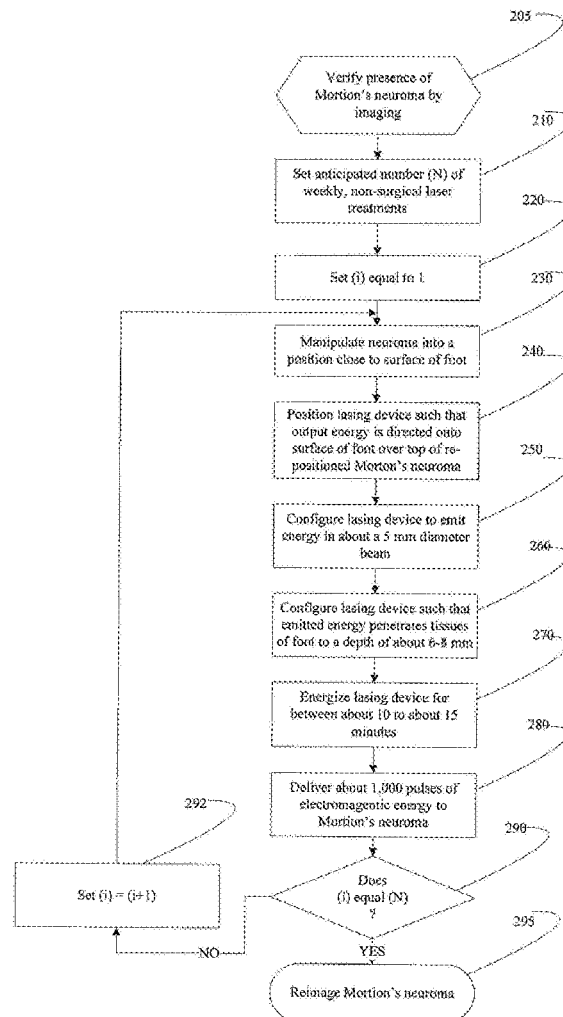 205
Verify presence of
Mortion's neuroma by
imaging
210
Set anticipated number (N) of
weekly, non-surgical laser
treatments
220
Set (i) equal to 1
230
Manipulate neuroma into a
position close to surface of foot
240
Position lasing device such that
output energy is directed onto
surface of foot over top of re-
positioned Morton's neuroma
250
Configure lasing device to emit
energy in about a 5 mm diameter
beam
260
Configure lasing device such that
emitted energy penetrates tissues
of foot to a depth of about 6-8 mm
270
Energize lasing device for
between about 10 to about 15
minutes
280
Deliver about 1,000 pulses of
electromagentic energy to
Mortion's neuroma
290
Does
(i) equal (N)
?
292
Set (i) = (i+1)
NO
YES
295
Reimage Mortion's neuroma